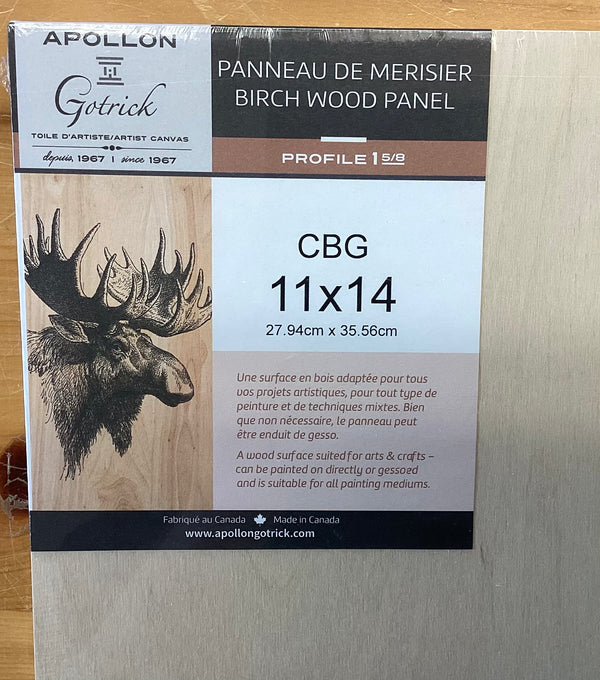 APOLLON
Gotrick
TOILE D'ARTISTE/ARTIST CANVAS
depuis, 1967 | since 1967
PANNEAU DE MERISIER
BIRCH WOOD PANEL
PROFILE 1 5/8
CBG
11x14
27.94cm x 35.56cm
Une surface en bois adaptée pour tous
vos projets artistiques, pour tout type de
peinture et de techniques mixtes. Bien
que non nécessaire, le panneau peut
être enduit de gesso.
A wood surface suited for arts & crafts –
can be painted on directly or gessoed
and is suitable for all painting mediums.
Fabriqué au Canada Made in Canada
www.apollongotrick.com